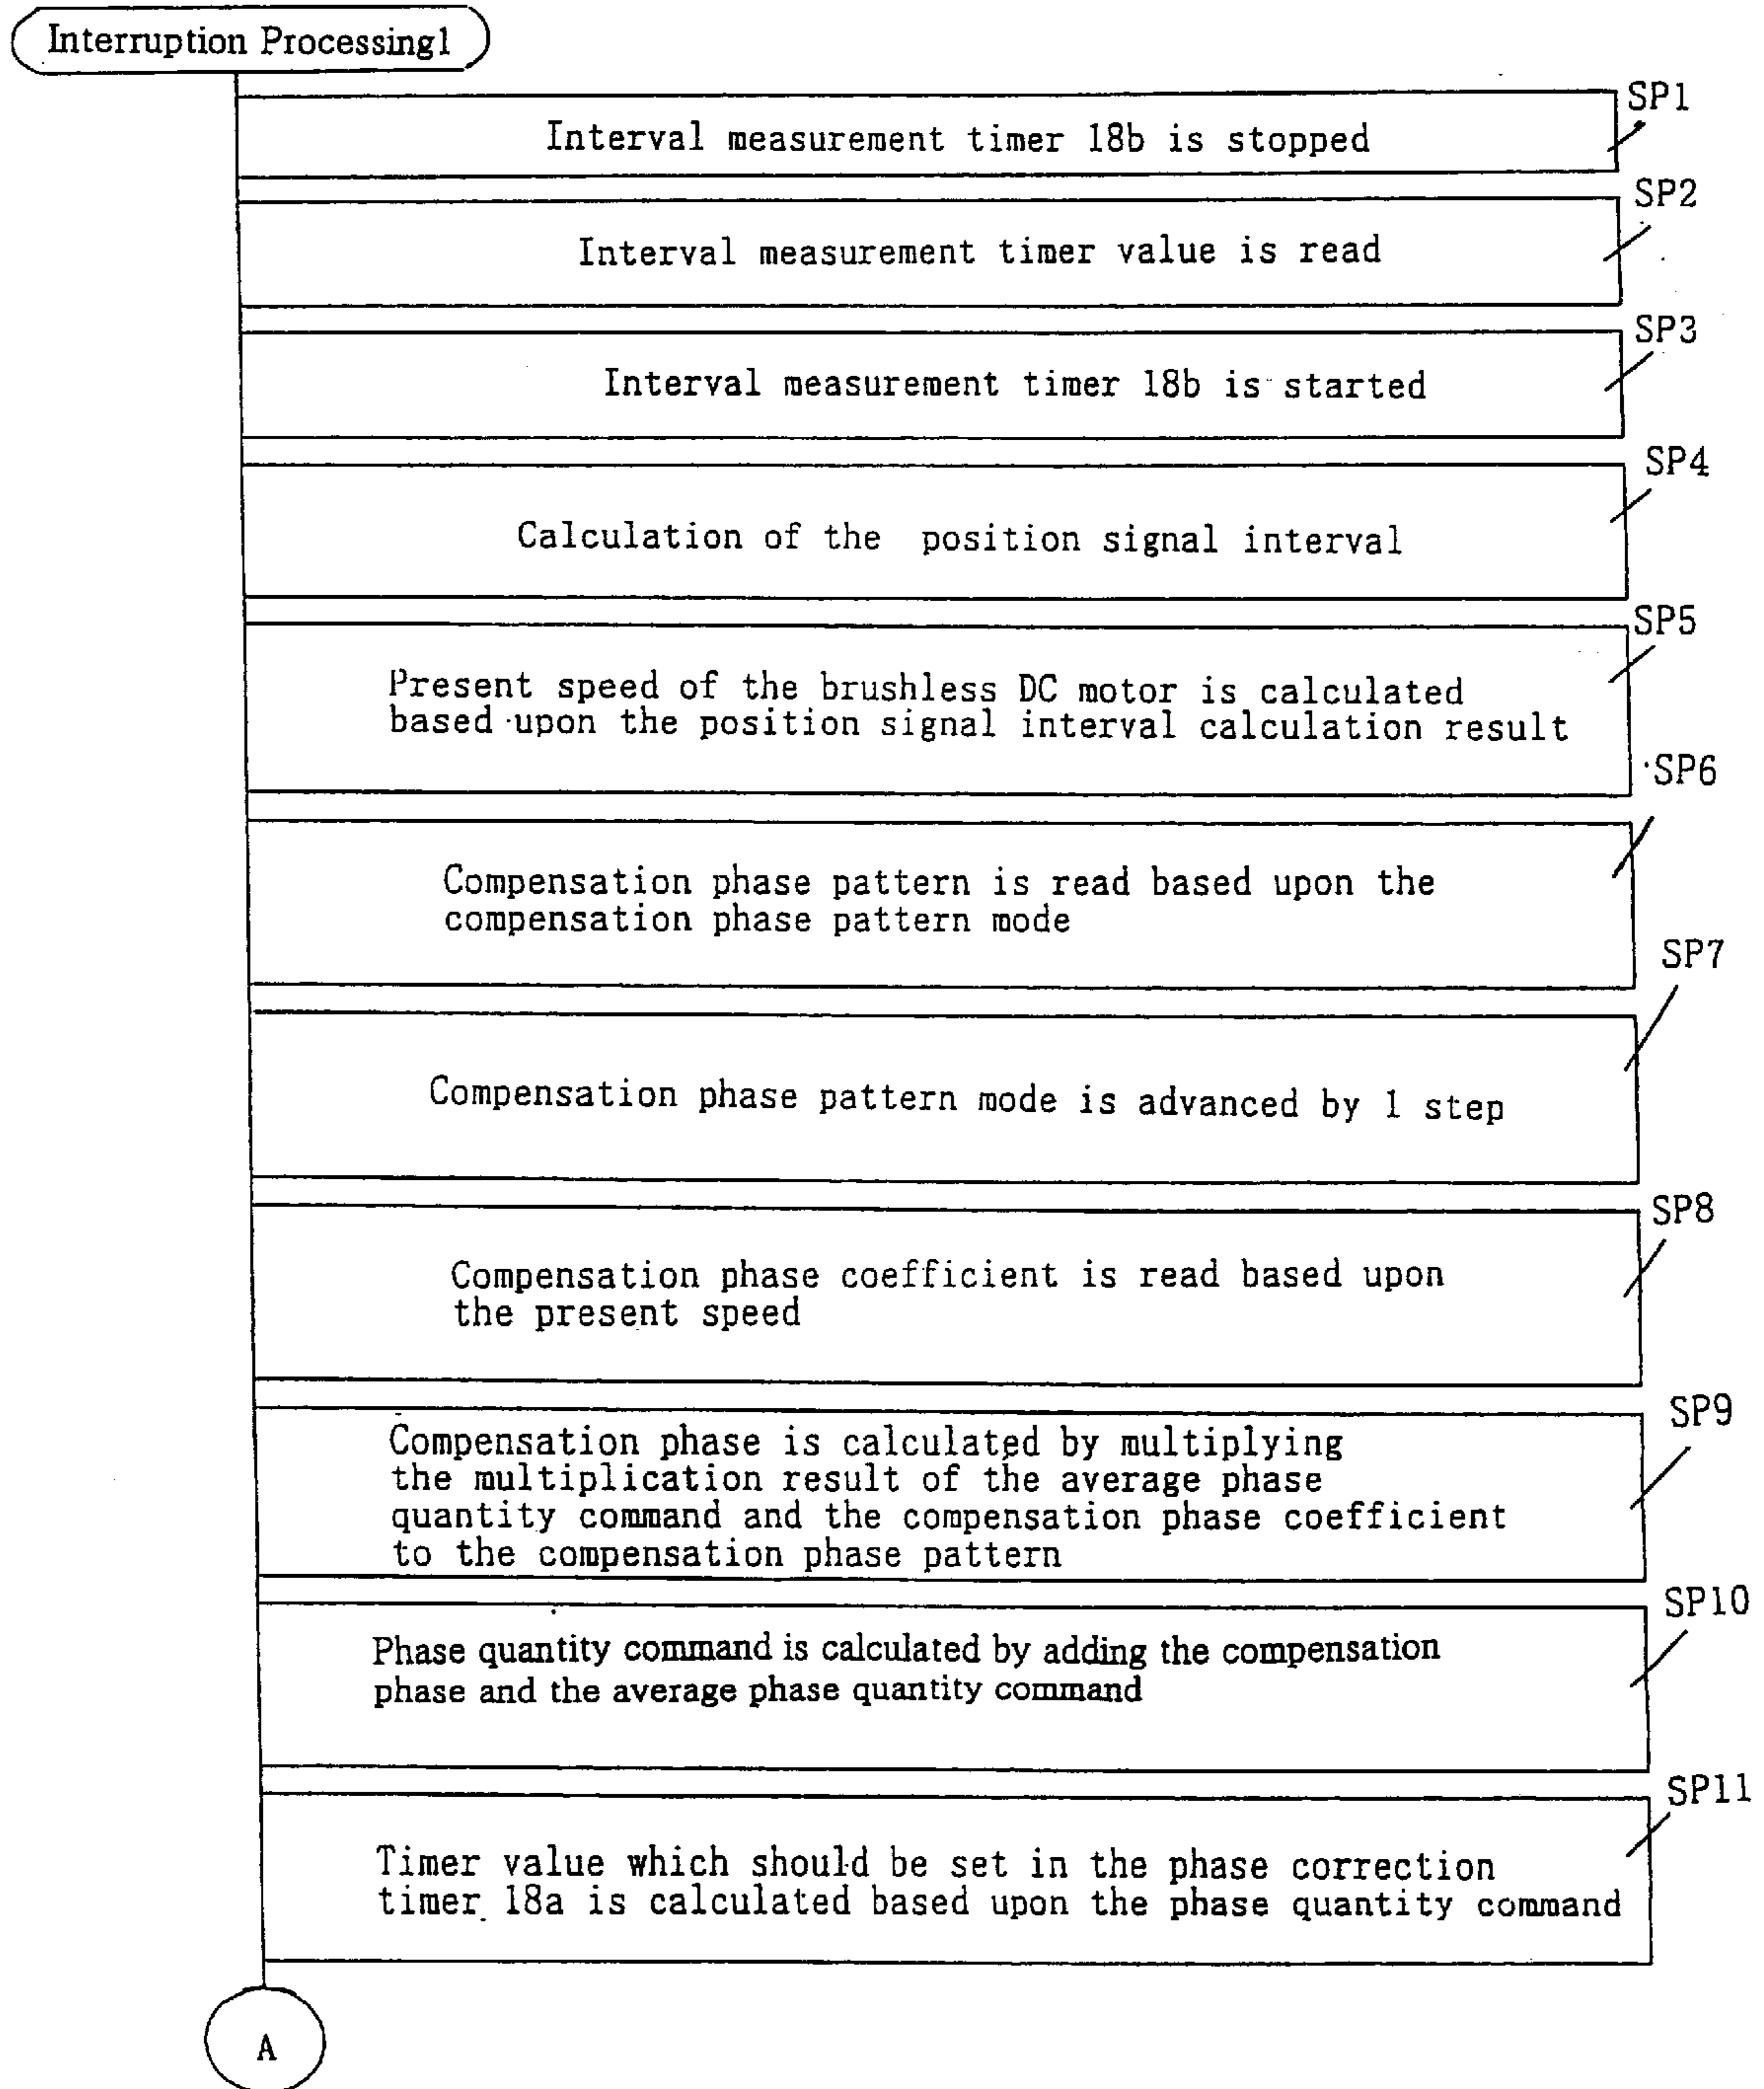 Interruption Processing1
SP1
Interval measurement timer 18b is stopped
SP2
Interval measurement timer value is read
SP3
Interval measurement timer 18b is started
SP4
Calculation of the position signal interval
SP5
Present speed of the brushless DC motor is calculated
based upon the position signal interval calculation result
SP6
Compensation phase pattern is read based upon the
compensation phase pattern mode
SP7
Compensation phase pattern mode is advanced by 1 step
SP8
Compensation phase coefficient is read based upon
the present speed
SP9
Compensation phase is calculated by multiplying
the multiplication result of the average phase
quantity command and the compensation phase coefficient
to the compensation phase pattern
SP10
Phase quantity command is calculated by adding the compensation
phase and the average phase quantity command
SP11
Timer value which should be set in the phase correction
timer 18a is calculated based upon the phase quantity command
A